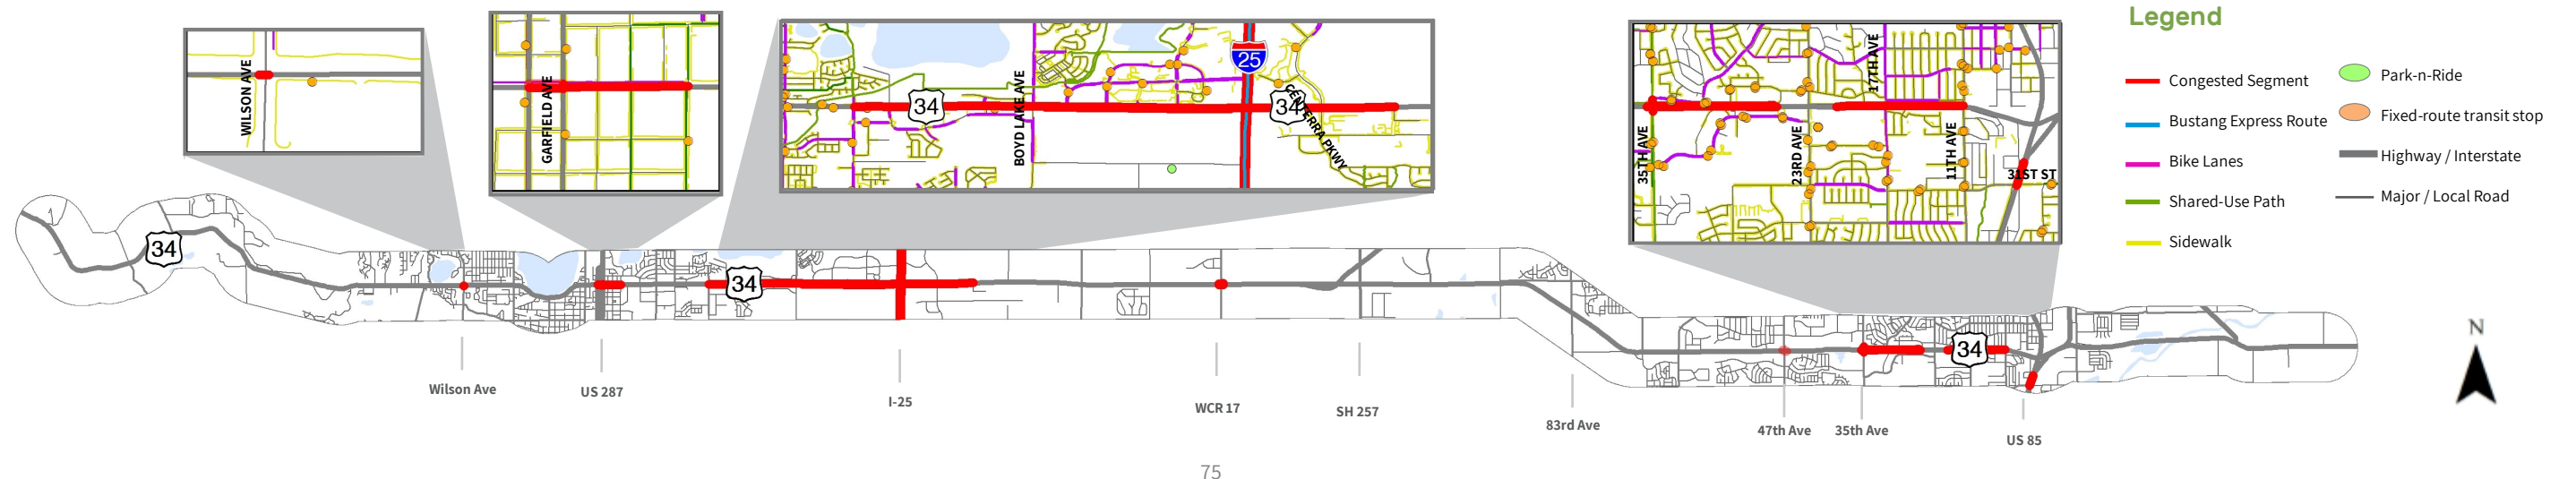 Legend
Congested Segment
Bustang Express Route
Bike Lanes
Shared-Use Path
Sidewalk
Park-n-Ride
Fixed-route transit stop
Highway / Interstate
Major / Local Road
WILSON AVE
GARFIELD AVE
34
BOYD LAKE AVE
25
34
CENTERRA PKWY
35TH AVE
23RD AVE
17TH AVE
11TH AVE
31ST ST
34
34
34
Wilson Ave
US 287
I-25
WCR 17
SH 257
83rd Ave
47th Ave
35th Ave
US 85
N
75